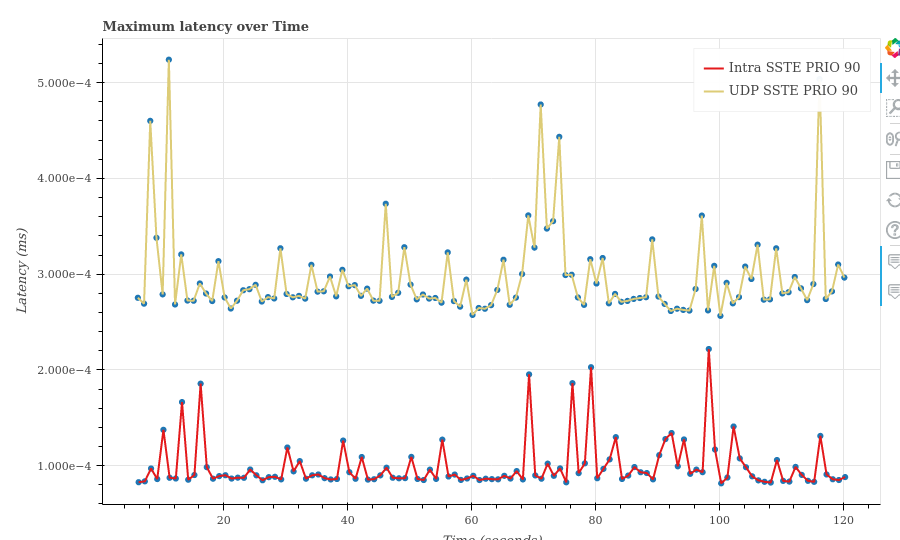 Maximum latency over Time
Intra SSTE PRIO 90
UDP SSTE PRIO 90
Latency (ms)
5.000e−4
4.000e−4
3.000e−4
2.000e−4
1.000e−4
20 40 60 80 100 120
Time (seconds)